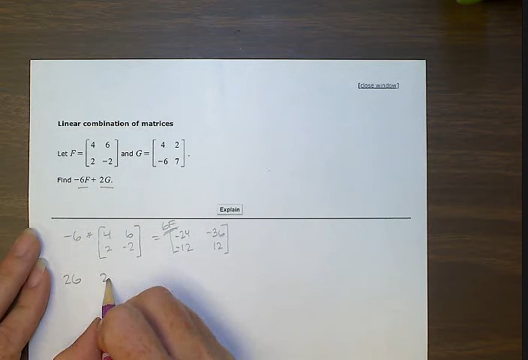 [close window]
Linear combination of matrices
Let F = [ 4 6 and G = [ 4 2
2 -2 ] -6 7 ] .
Find -6F + 2G.
Explain
6F
-6 * [ 4 6 = [ -24 -36
2 -2 ] -12 12 ]
2G 2